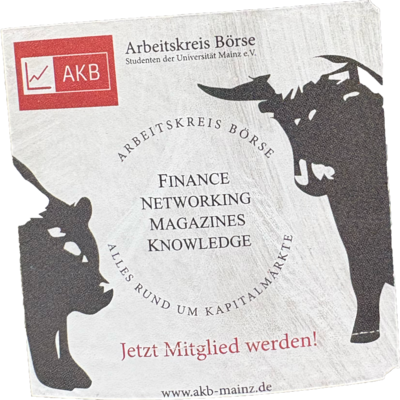 AKB
Arbeitskreis Börse
Studenten der Universität Mainz e.V.
ARBEITSKREIS BÖRSE
FINANCE
NETWORKING
MAGAZINES
KNOWLEDGE
ALLES RUND UM KAPITALMÄRKTE
Jetzt Mitglied werden!
www.akb-mainz.de